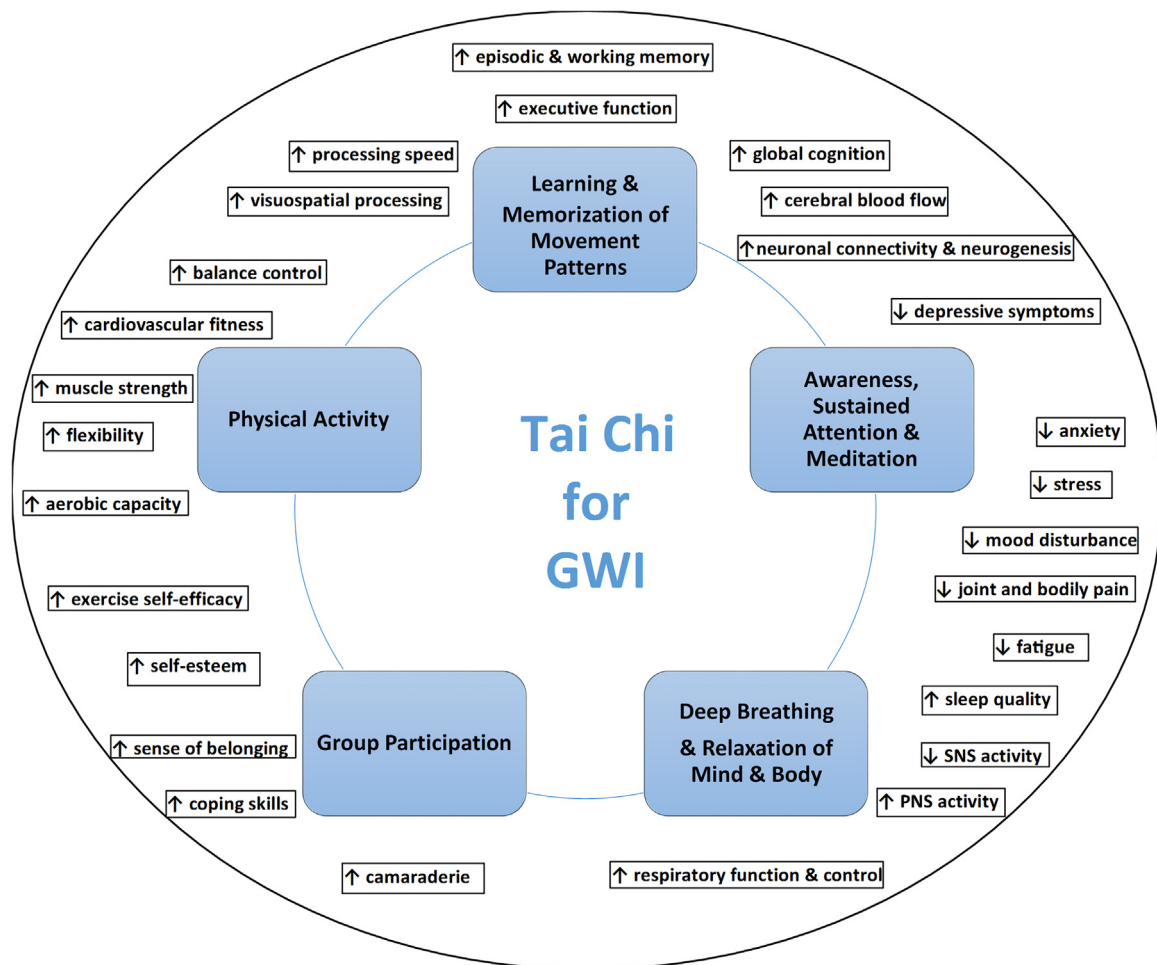 ↑ episodic & working memory
↑ executive function
↑ processing speed
↑ global cognition
↑ visuospatial processing
↑ cerebral blood flow
↑ neuronal connectivity & neurogenesis
Learning &
Memorization of
Movement
Patterns
↑ balance control
↓ depressive symptoms
↑ cardiovascular fitness
↑ muscle strength
↑ flexibility
↑ aerobic capacity
Physical Activity
Tai Chi
for
GWI
Awareness,
Sustained
Attention &
Meditation
↓ anxiety
↓ stress
↓ mood disturbance
↓ joint and bodily pain
↓ fatigue
↑ sleep quality
↓ SNS activity
↑ PNS activity
↑ exercise self-efficacy
↑ self-esteem
↑ sense of belonging
↑ coping skills
Group Participation
Deep Breathing
& Relaxation of
Mind & Body
↑ camaraderie
↑ respiratory function & control